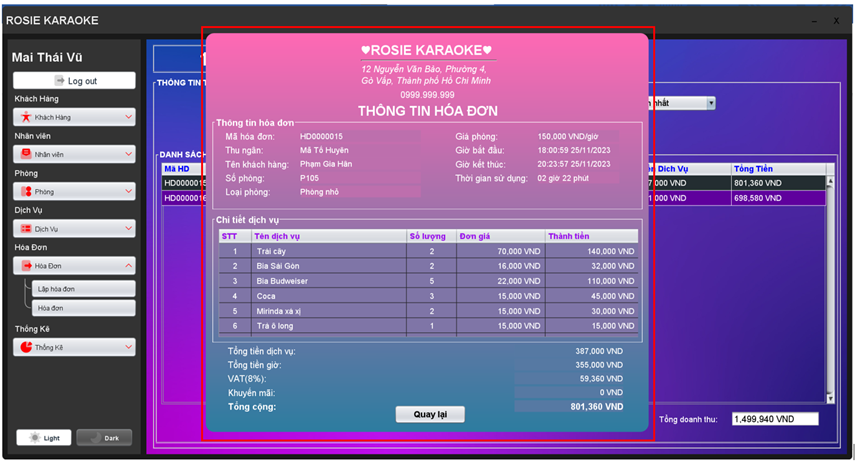 ROSIE KARAOKE
– X
Mai Thái Vũ
Log out
Khách Hàng
Khách Hàng
Nhân viên
Nhân viên
Phòng
Phòng
Dịch Vụ
Dịch Vụ
Hóa Đơn
Hóa Đơn
Lập hóa đơn
Hóa đơn
Thống Kê
Thống Kê
Light Dark
THÔNG TIN T
nhất
DANH SÁCH
Mã HD Dịch Vụ Tổng Tiền
HD0000015 7,000 VND 801,360 VND
HD0000016 1,000 VND 698,580 VND
Tổng doanh thu: 1,499,940 VND
♥ROSIE KARAOKE♥
12 Nguyễn Văn Bảo, Phường 4,
Gò Vấp, Thành phố Hồ Chí Minh
0999.999.999
THÔNG TIN HÓA ĐƠN
Thông tin hóa đơn
Mã hóa đơn: HD0000015 Giá phòng: 150,000 VND/giờ
Thu ngân: Mã Tố Huyên Giờ bắt đầu: 18:00:59 25/11/2023
Tên khách hàng: Phạm Gia Hân Giờ kết thúc: 20:23:57 25/11/2023
Số phòng: P105 Thời gian sử dụng: 02 giờ 22 phút
Loại phòng: Phòng nhỏ
Chi tiết dịch vụ
STT Tên dịch vụ Số lượng Đơn giá Thành tiền
1 Trái cây 2 70,000 VND 140,000 VND
2 Bia Sài Gòn 2 16,000 VND 32,000 VND
3 Bia Budweiser 5 22,000 VND 110,000 VND
4 Coca 3 15,000 VND 45,000 VND
5 Mirinda xá xị 2 15,000 VND 30,000 VND
6 Trà ô long 1 15,000 VND 15,000 VND
Tổng tiền dịch vụ: 387,000 VND
Tổng tiền giờ: 355,000 VND
VAT(8%): 59,360 VND
Khuyến mãi: 0 VND
Tổng cộng: 801,360 VND
Quay lại